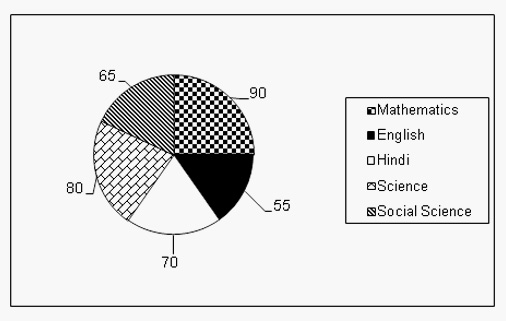 65
90
80
55
70
Mathematics
English
Hindi
Science
Social Science